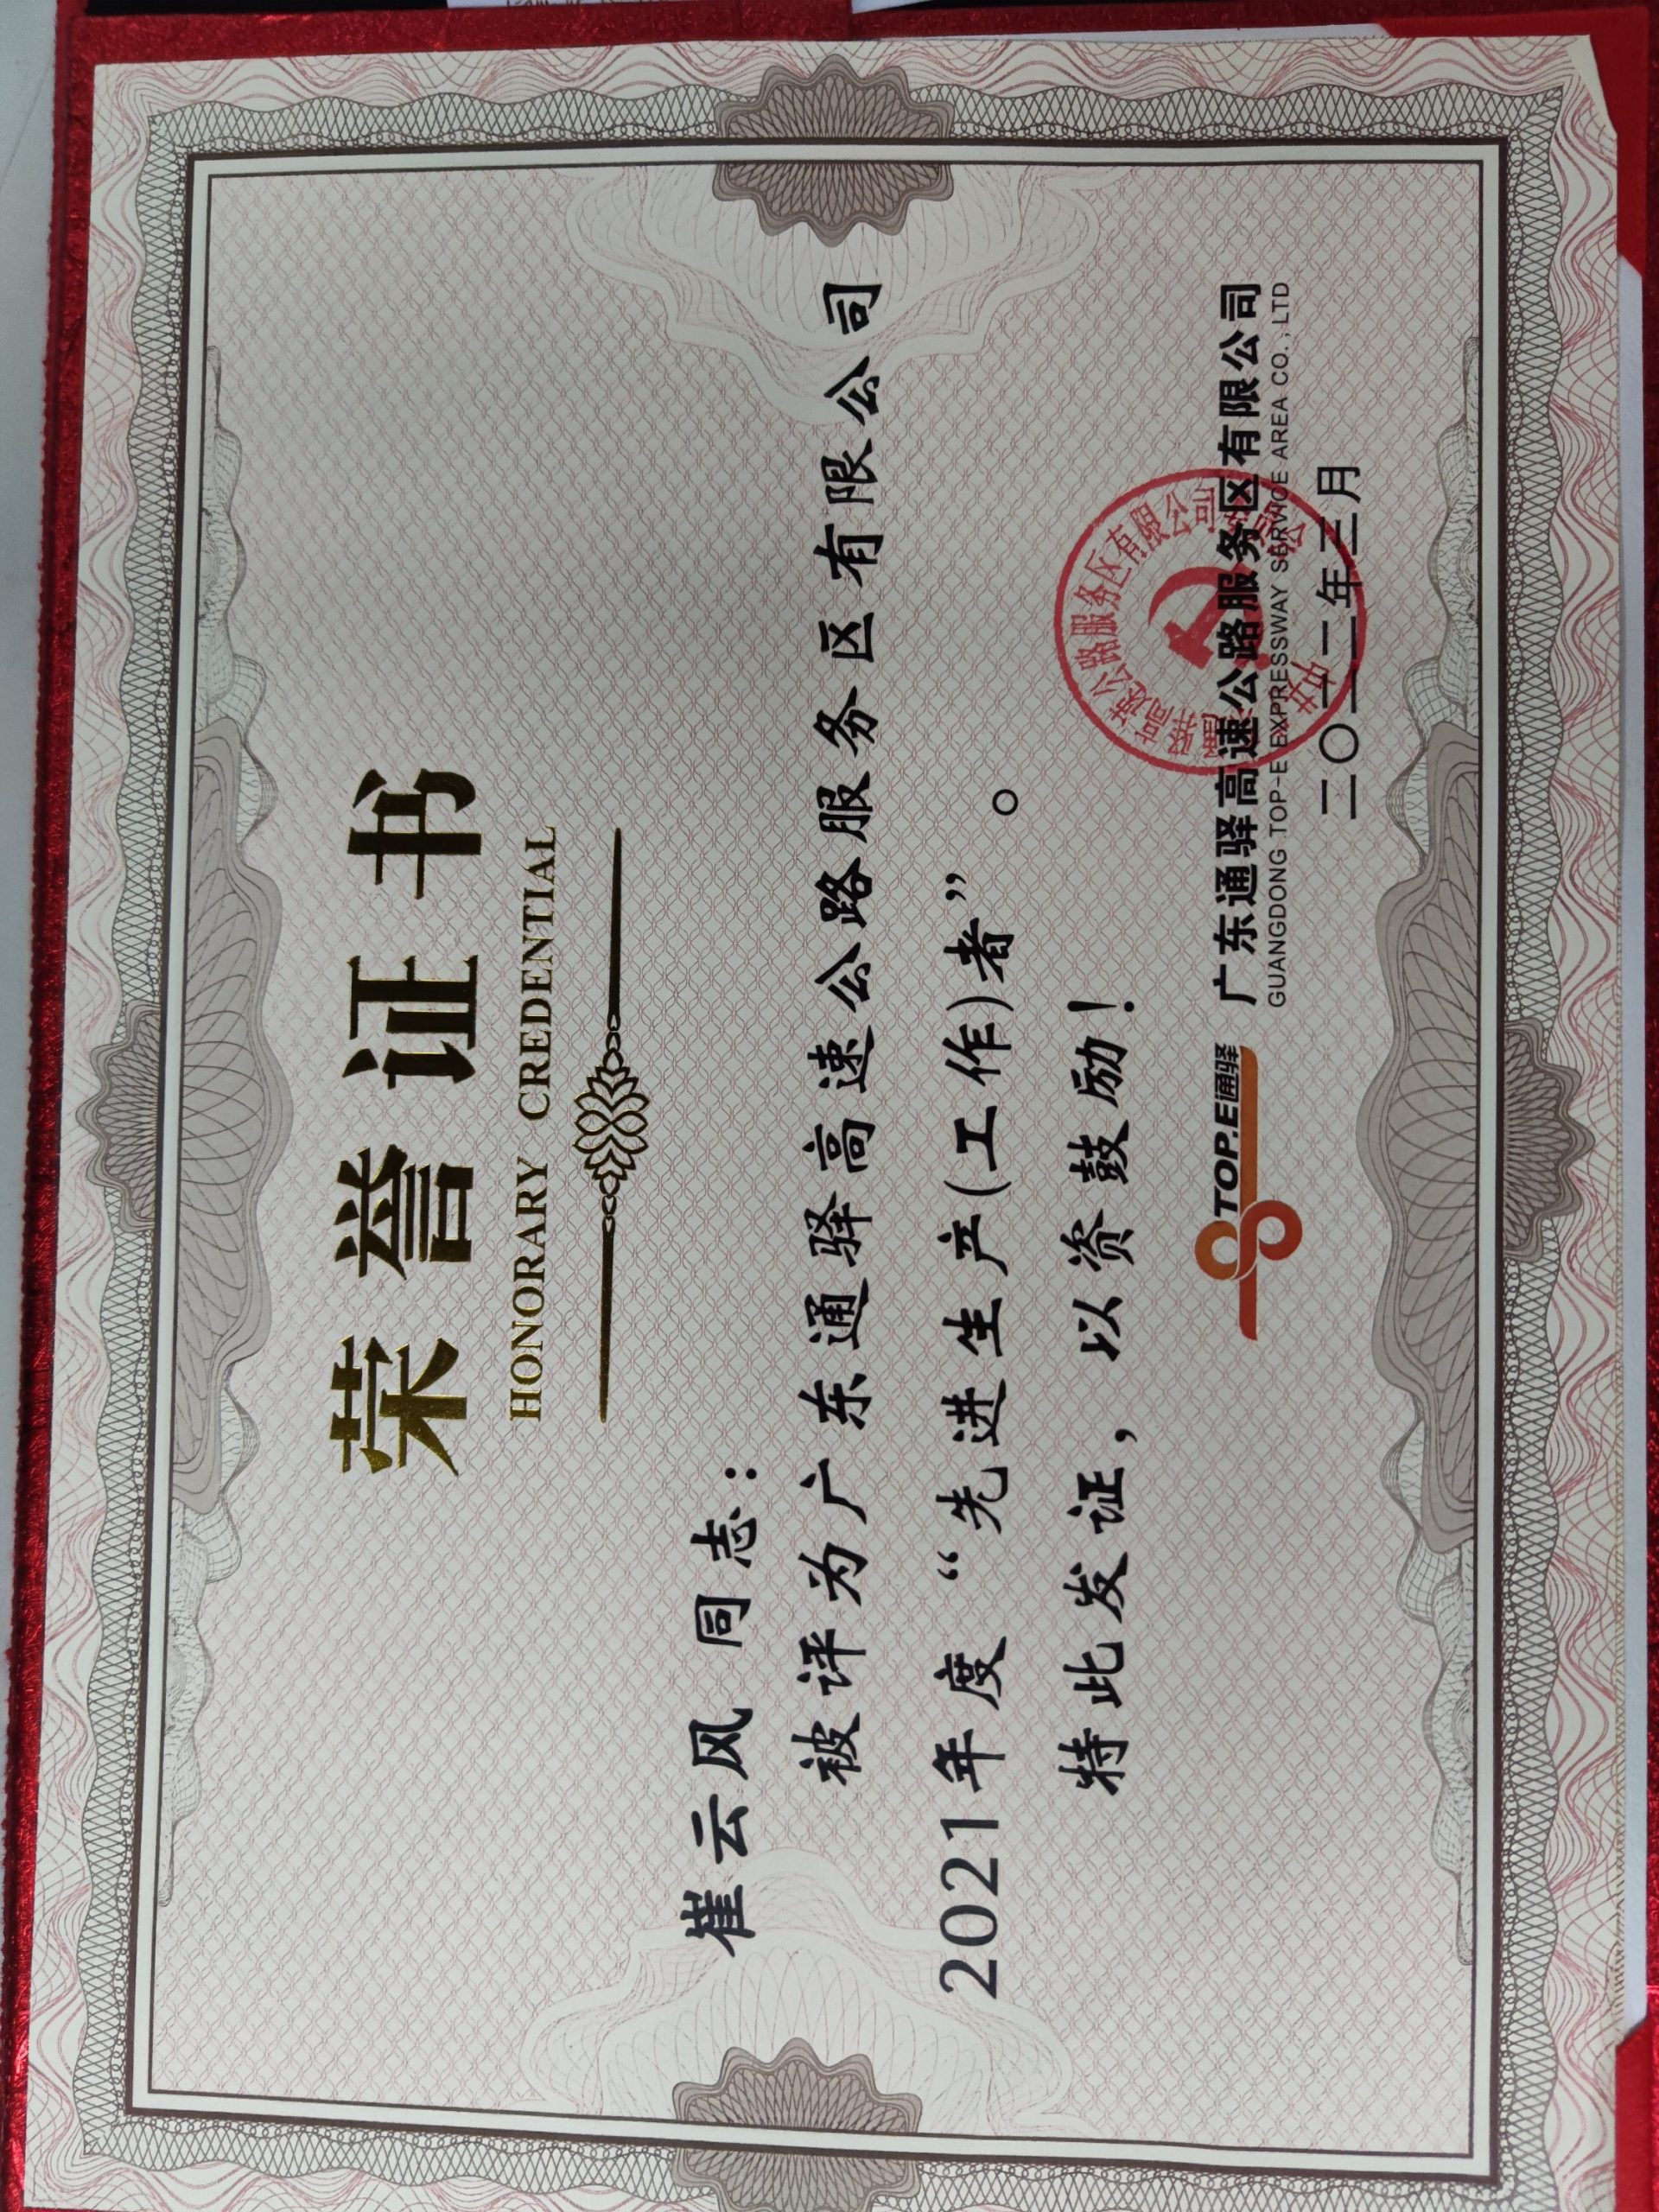 荣誉证书
HONORARY CREDENTIAL
崔云风同志：
被评为广东通驿高速公路服务区有限公司
2021年度“先进生产(工作)者”。
特此发证，以资鼓励！
TOP.E通驿
广东通驿高速公路服务区有限公司
GUANGDONG TOP-E EXPRESSWAY SERVICE AREA CO., LTD
二〇二二年三月